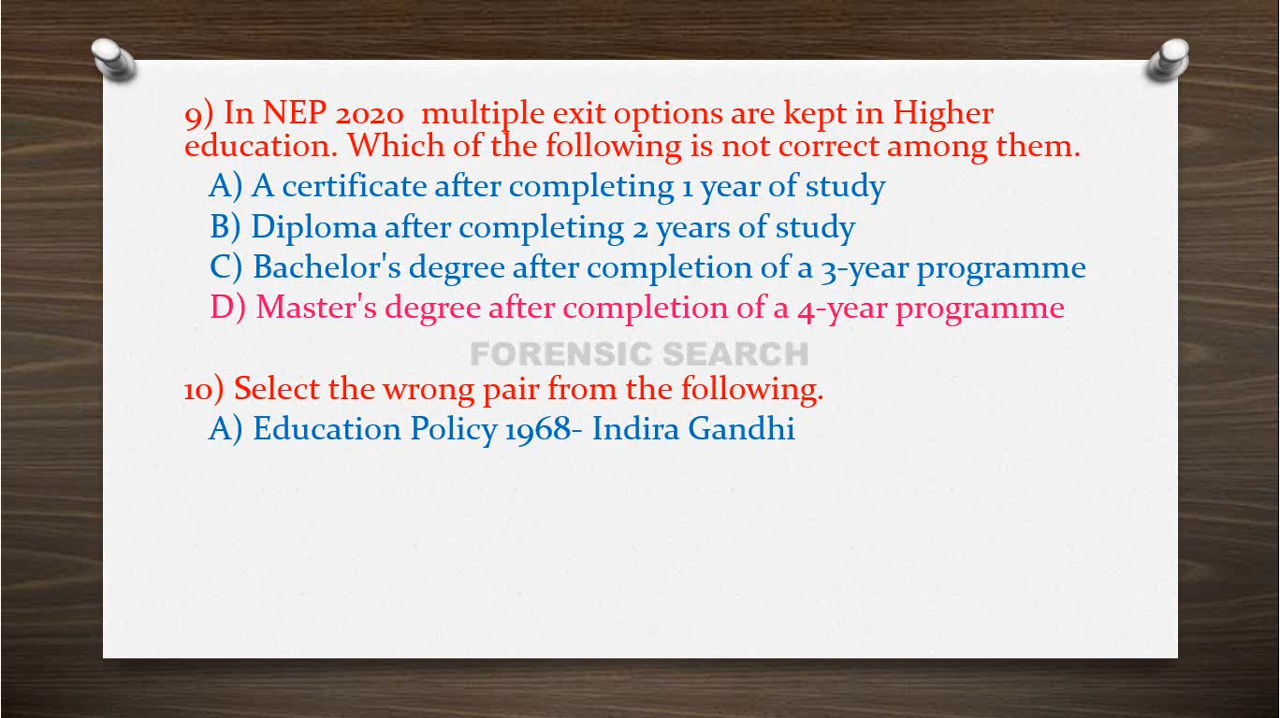 9) In NEP 2020  multiple exit options are kept in Higher
education. Which of the following is not correct among them.
A) A certificate after completing 1 year of study
B) Diploma after completing 2 years of study
C) Bachelor's degree after completion of a 3-year programme
D) Master's degree after completion of a 4-year programme
FORENSIC SEARCH
10) Select the wrong pair from the following.
A) Education Policy 1968- Indira Gandhi